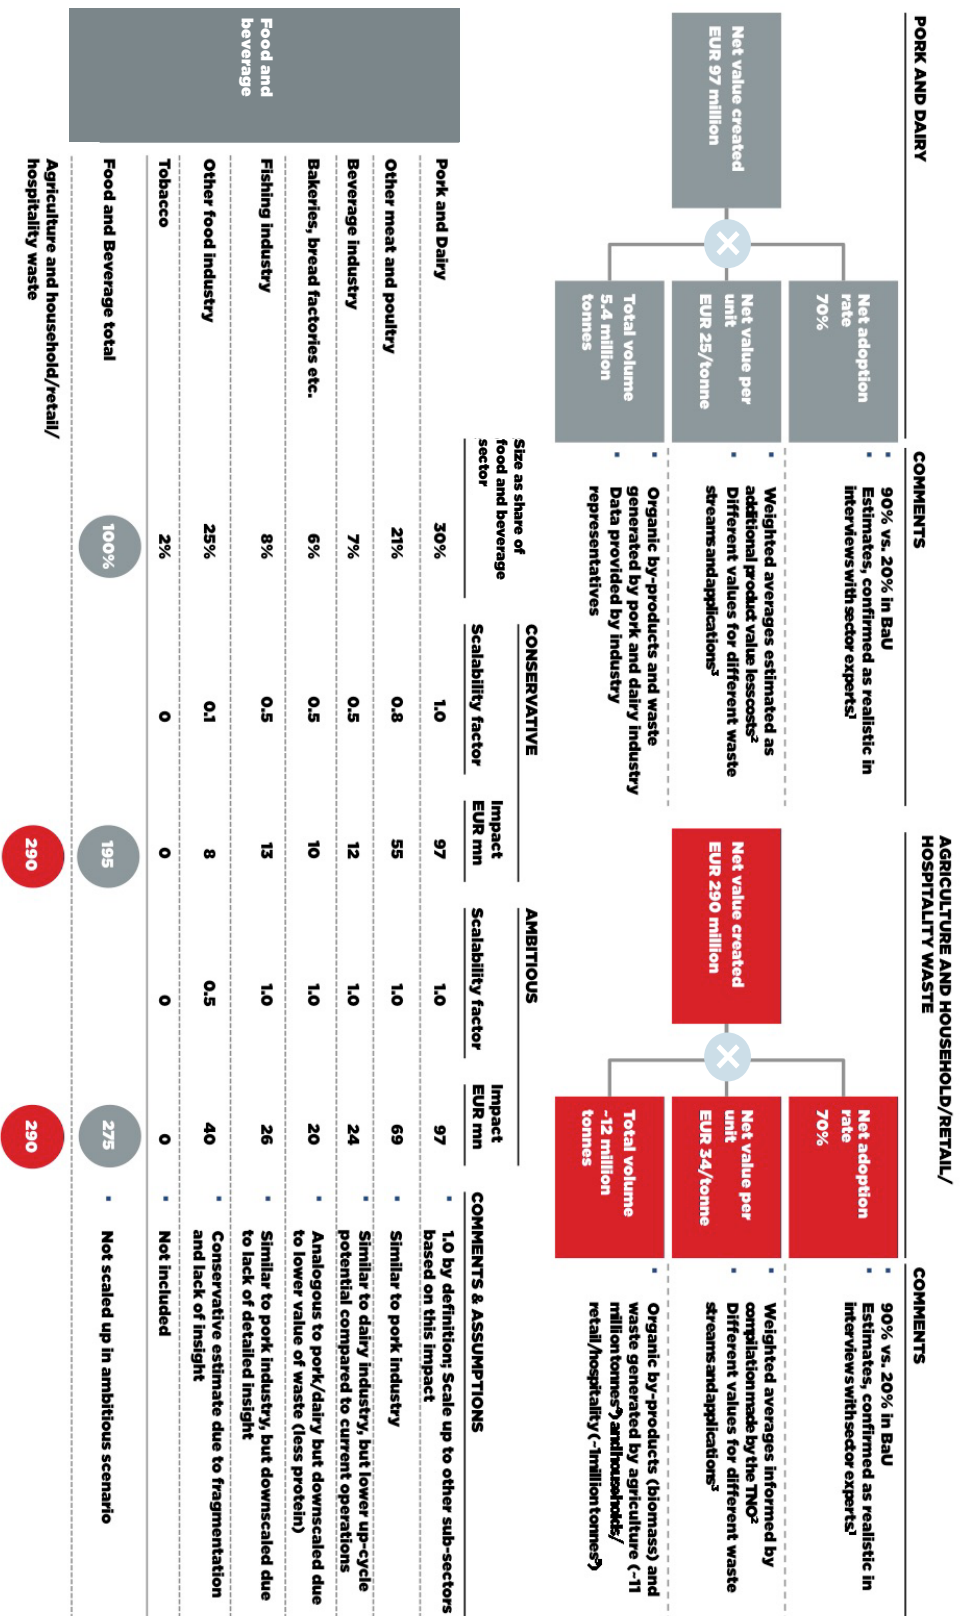 PORK AND DAIRY
COMMENTS
Net value created
EUR 97 million
Net adoption
rate
70%
90% vs. 20% in BaU
Estimates, confirmed as realistic in
interviews with sector experts.1
Net value per
unit
EUR 25/tonne
Weighted averages estimated as
additional product value less costs2
Different values for different waste
streams and applications3
Total volume
5.4 million
tonnes
Organic by-products and waste
generated by pork and dairy industry
Data provided by industry
representatives
AGRICULTURE AND HOUSEHOLD/RETAIL/
HOSPITALITY WASTE
COMMENTS
Net value created
EUR 290 million
Net adoption
rate
70%
90% vs. 20% in BaU
Estimates, confirmed as realistic in
interviews with sector experts.1
Net value per
unit
EUR 34/tonne
Weighted averages informed by
compilation made by the TNO2
Different values for different waste
streams and applications3
Total volume
~12 million
tonnes
Organic by-products (biomass) and
waste generated by agriculture (~11
million tonnes) and households/
retail/hospitality (~1 million tonnes)
CONSERVATIVE
AMBITIOUS
Size as share of
food and beverage
sector
Scalability factor
Impact
EUR mn
Scalability factor
Impact
EUR mn
COMMENTS & ASSUMPTIONS
Food and
beverage
Pork and Dairy 30% 1.0 97 1.0 97 1.0 by definition; Scale up to other sub-sectors
based on this impact
Other meat and poultry 21% 0.8 55 1.0 69 Similar to pork industry
Beverage industry 7% 0.5 12 1.0 24 Similar to dairy industry, but lower up-cycle
potential compared to current operations
Bakeries, bread factories etc. 6% 0.5 10 1.0 20 Analogous to pork/dairy but downscaled due
to lower value of waste (less protein)
Fishing industry 8% 0.5 13 1.0 26 Similar to pork industry, but downscaled due
to lack of detailed insight
Other food industry 25% 0.1 8 0.5 40 Conservative estimate due to fragmentation
and lack of insight
Tobacco 2% 0 0 0 0 Not included
Food and Beverage total 100% 195 275 Not scaled up in ambitious scenario
Agriculture and household/retail/
hospitality waste
290 290